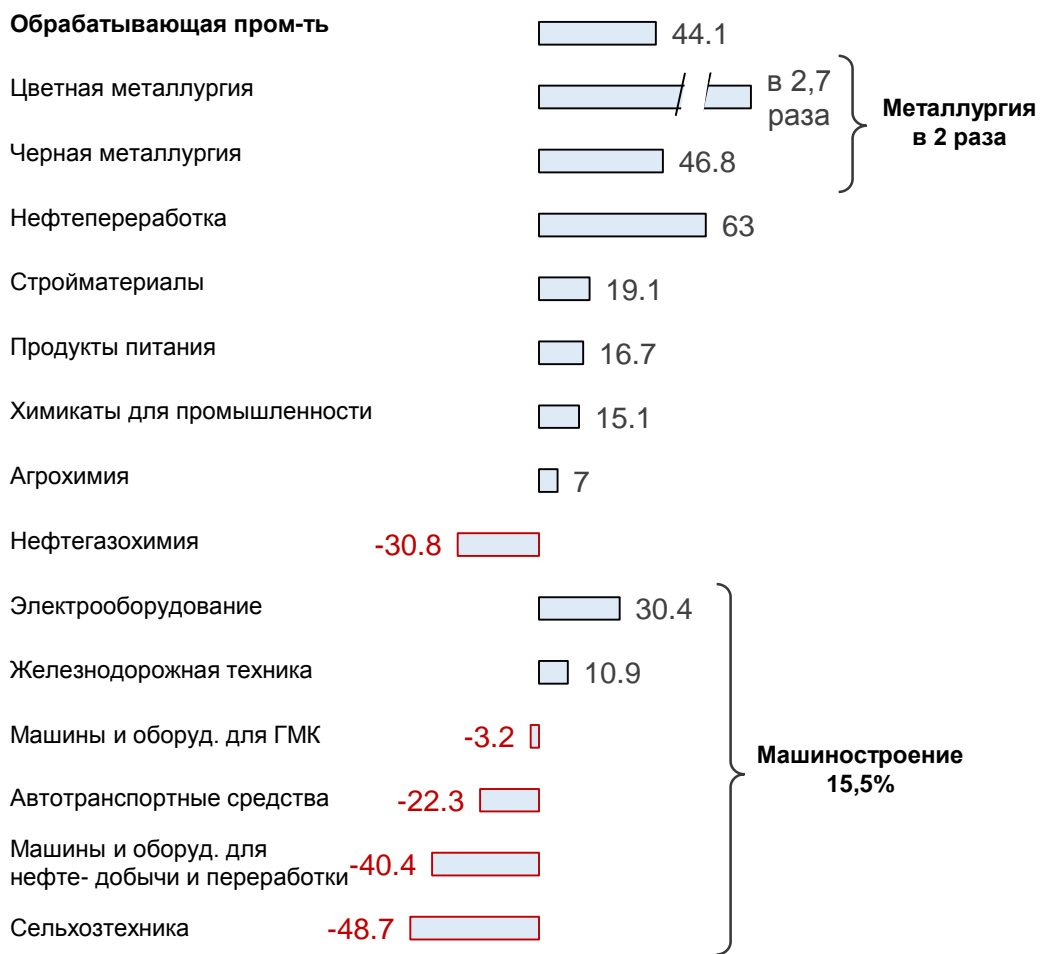 Обрабатывающая пром-ть
44.1
Цветная металлургия
в 2,7
раза
Металлургия
в 2 раза
Черная металлургия
46.8
Нефтепереработка
63
Стройматериалы
19.1
Продукты питания
16.7
Химикаты для промышленности
15.1
Агрохимия
7
Нефтегазохимия
-30.8
Электрооборудование
30.4
Железнодорожная техника
10.9
Машины и оборуд. для ГМК
-3.2
Машиностроение
15,5%
Автотранспортные средства
-22.3
Машины и оборуд. для
нефте- добычи и переработки
-40.4
Сельхозтехника
-48.7